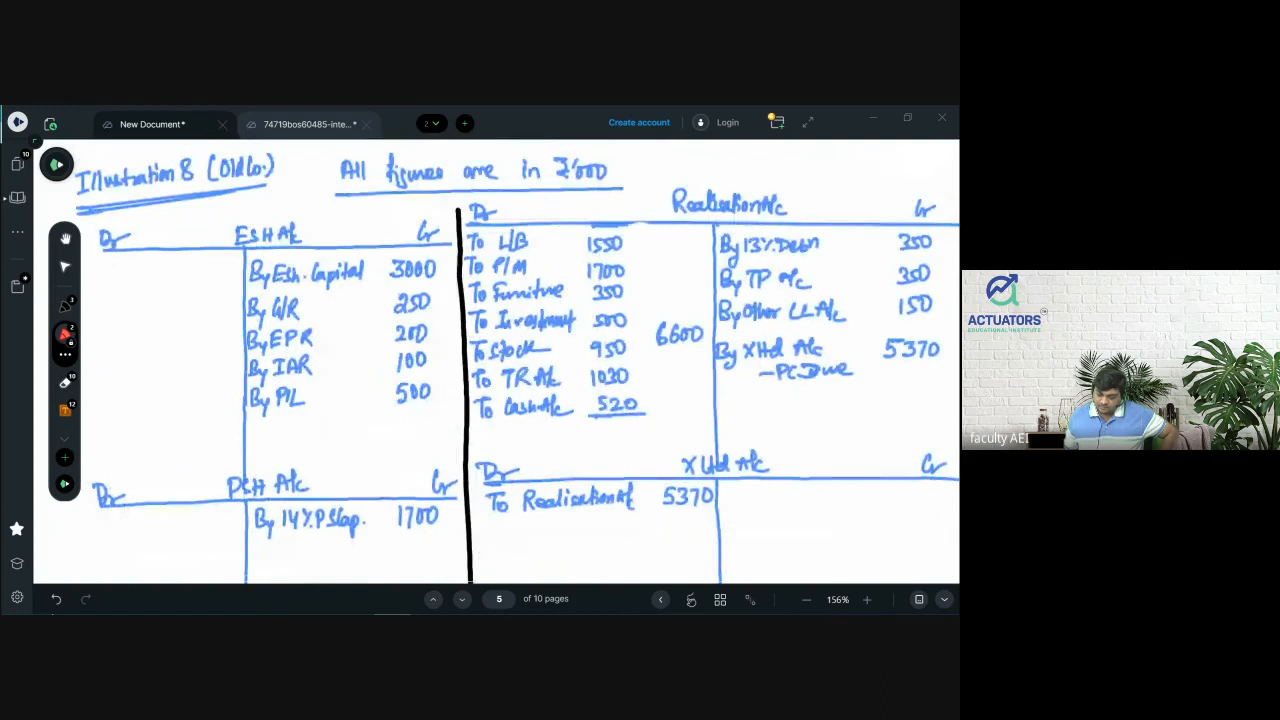 New Document*
74719bos60485-inte...*
2
Create account
Login
Illustration 8 (Old Co.)
All figures are in ₹'000
Dr
ESH A/c
Cr
By Esh. Capital 3000
By G/R 250
By EPR 200
By IAR 100
By P/L 500
Dr
PSH A/c
Cr
By 14% P Scap. 1700
Dr
Realisation A/c
Cr
To L/B 1550
To P/M 1700
To Furniture 350
To Investment 500
To Stock 950
To TR A/c 1030
To Cash A/c 520
6600
By 13% Deben 350
By TP A/c 350
By Other LL A/c 150
By X Ltd A/c 5370
- PC Due
Dr
X Ltd A/c
Cr
To Realisation A/c 5370
5
of 10 pages
156%
ACTUATORS
EDUCATIONAL INSTITUTE
faculty AEI